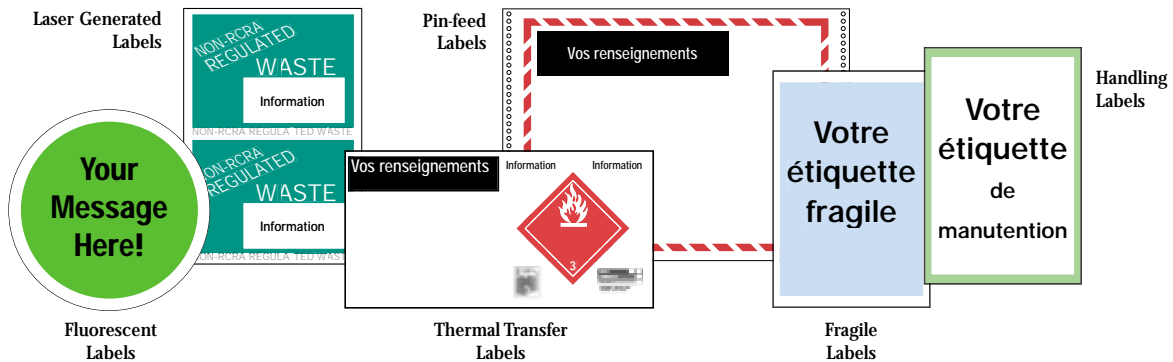 Laser Generated
Labels
NON-RCRA
REGULATED
WASTE
Information
NON-RCRA REGULA TED WASTE
NON-RCRA
REGULATED
WASTE
Information
NON-RCRA REGULA TED WASTE
Your
Message
Here!
Fluorescent
Labels
Pin-feed
Labels
Vos renseignements
Vos renseignements
Information
Information
3
Thermal Transfer
Labels
Votre
étiquette
fragile
Fragile
Labels
Votre
étiquette
de
manutention
Handling
Labels